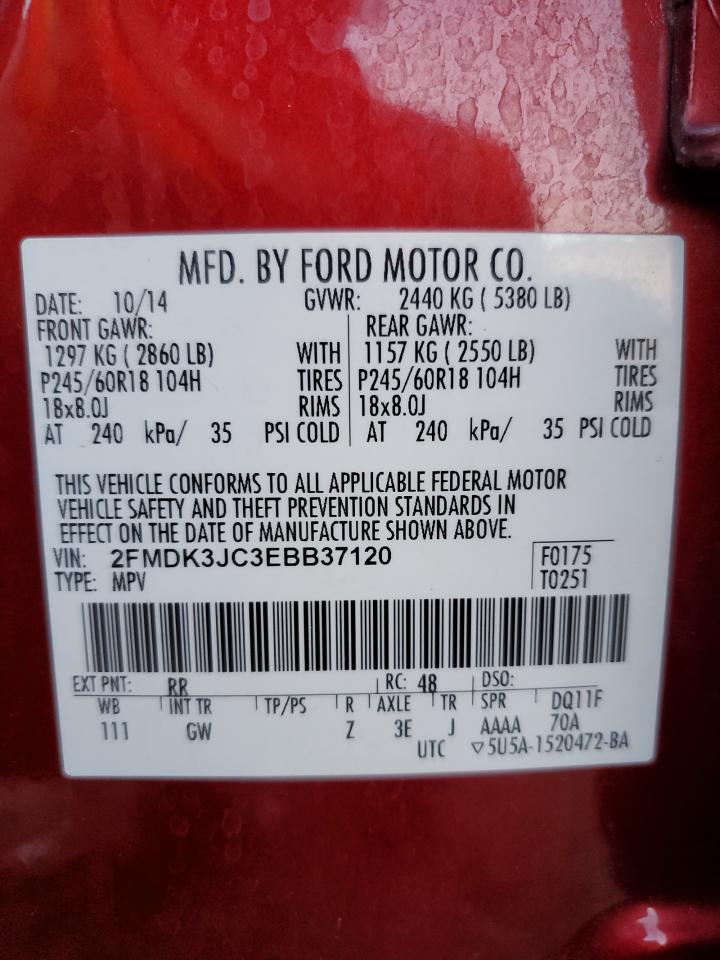 MFD. BY FORD MOTOR CO.
DATE: 10/14 GVWR: 2440 KG ( 5380 LB)
FRONT GAWR: REAR GAWR:
1297 KG ( 2860 LB) WITH 1157 KG ( 2550 LB) WITH
P245/60R18 104H TIRES P245/60R18 104H TIRES
18x8.0J RIMS 18x8.0J RIMS
AT 240 kPa/ 35 PSI COLD AT 240 kPa/ 35 PSI COLD
THIS VEHICLE CONFORMS TO ALL APPLICABLE FEDERAL MOTOR
VEHICLE SAFETY AND THEFT PREVENTION STANDARDS IN
EFFECT ON THE DATE OF MANUFACTURE SHOWN ABOVE.
VIN: 2FMDK3JC3EBB37120 F0175
TYPE: MPV T0251
EXT PNT: RR RC: 48 DSO:
WB INT TR TP/PS R AXLE TR SPR DQ11F
111 GW Z 3E J AAAA 70A
UTC ▽5U5A-1520472-BA